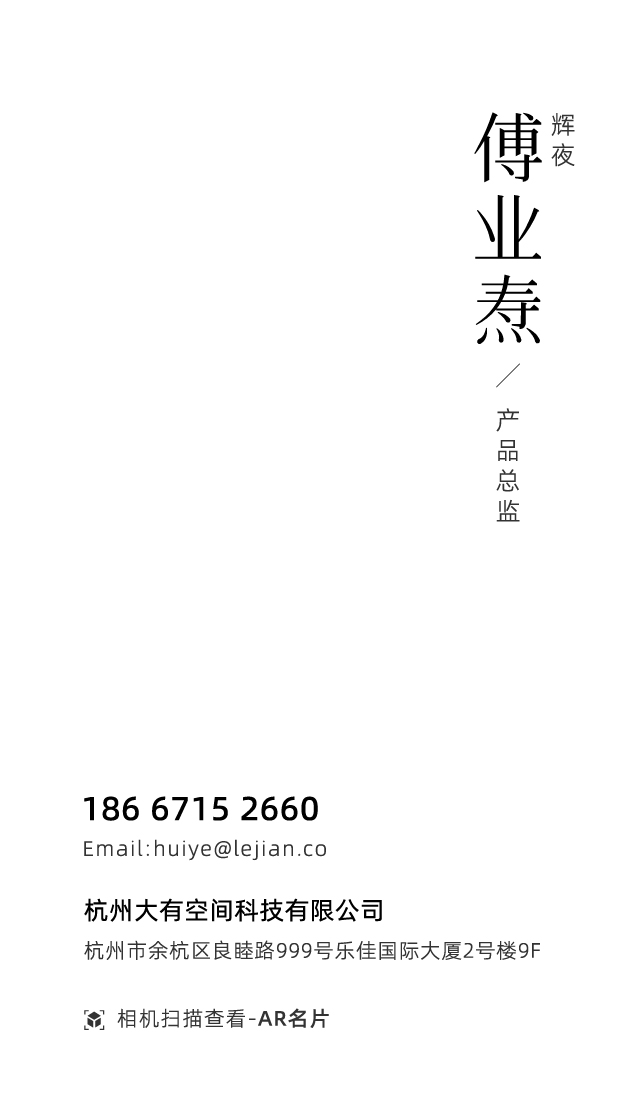 辉夜
傅业焘
／
产品总监
186 6715 2660
Email:huiye@lejian.co
杭州大有空间科技有限公司
杭州市余杭区良睦路999号乐佳国际大厦2号楼9F
相机扫描查看-AR名片